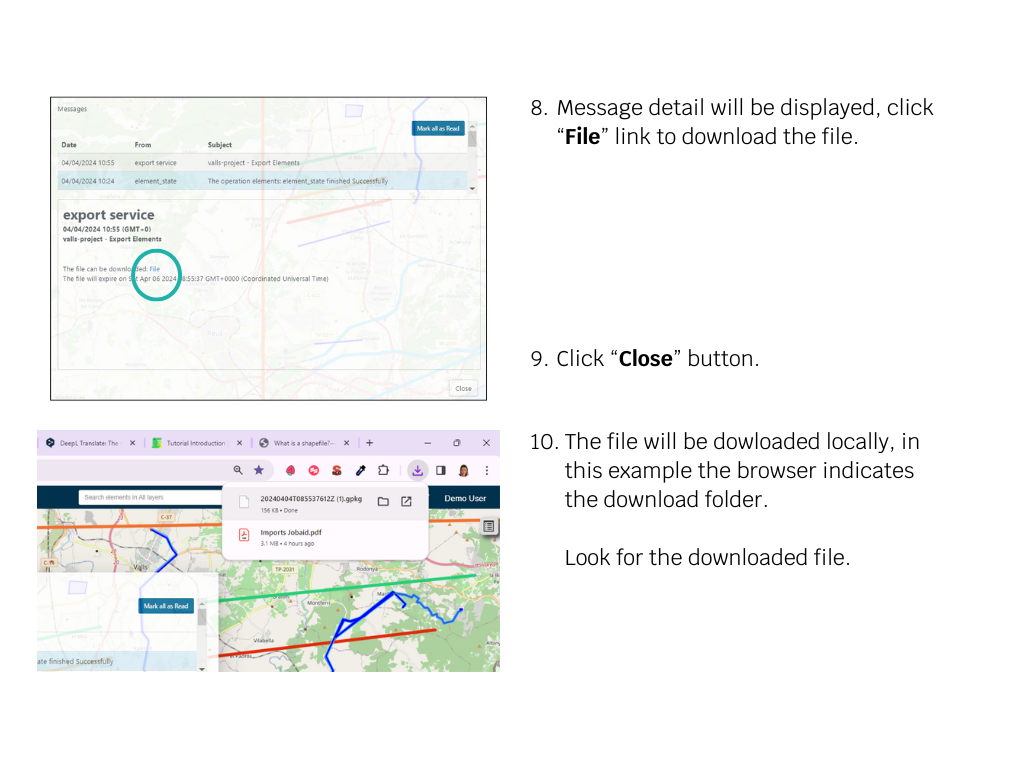 Messages
Mark all as Read
Date From Subject
04/04/2024 10:55 export service valls-project - Export Elements
04/04/2024 10:24 element_state The operation elements: element_state finished Successfully
export service
04/04/2024 10:55 (GMT+0)
valls-project - Export Elements
The file can be downloaded: File
The file will expire on Sat Apr 06 2024 08:55:37 GMT+0000 (Coordinated Universal Time)
Close
8. Message detail will be displayed, click
“File” link to download the file.
9. Click “Close” button.
DeepL Translate: The Tutorial Introduction What is a shapefile?
Search elements in All layers
Demo User
20240404T085537612Z (1).gpkg
156 KB • Done
Imports Jobaid.pdf
3.1 MB • 4 hours ago
C-37
Valls
TP-2031
Rodonya
Montferri
Vilabella
Mark all as Read
ate finished Successfully
10. The file will be dowloaded locally, in
this example the browser indicates
the download folder.
Look for the downloaded file.